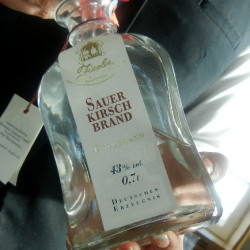 SAUER
KIRSCH
BRAND
43% vol.
0,7 l
DEUTSCHES
ERZEUGNIS